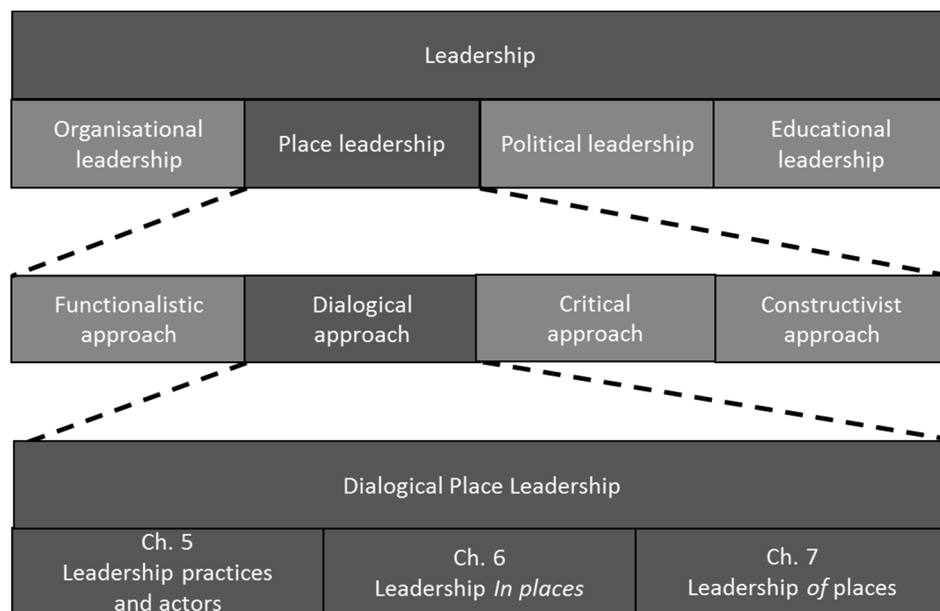 Leadership
Organisational
leadership
Place leadership
Political leadership
Educational
leadership
Functionalistic
approach
Dialogical
approach
Critical
approach
Constructivist
approach
Dialogical Place Leadership
Ch. 5
Leadership practices
and actors
Ch. 6
Leadership In places
Ch. 7
Leadership of places